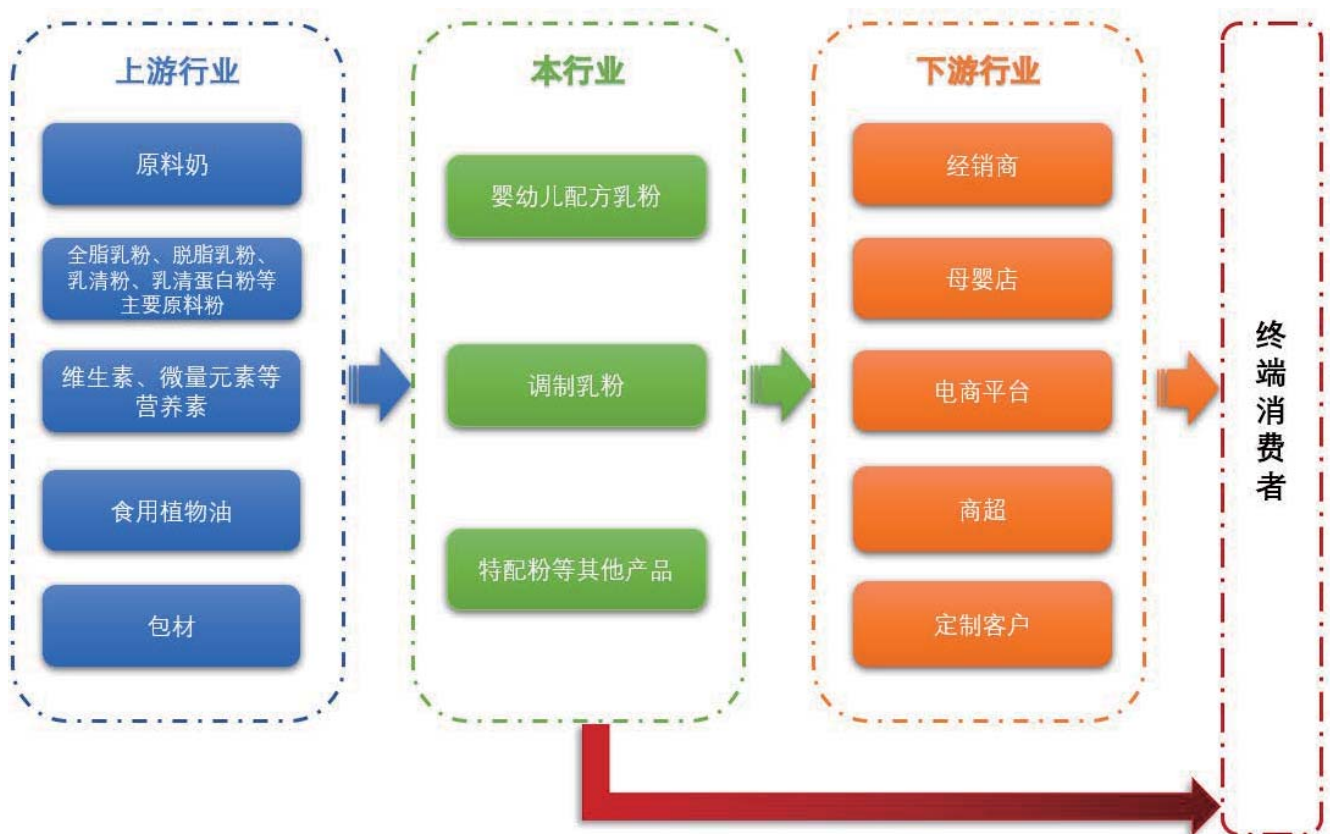 上游行业
原料奶
全脂乳粉、脱脂乳粉、
乳清粉、乳清蛋白粉等
主要原料粉
维生素、微量元素等
营养素
食用植物油
包材
本行业
婴幼儿配方乳粉
调制乳粉
特配粉等其他产品
下游行业
经销商
母婴店
电商平台
商超
定制客户
终端消费者